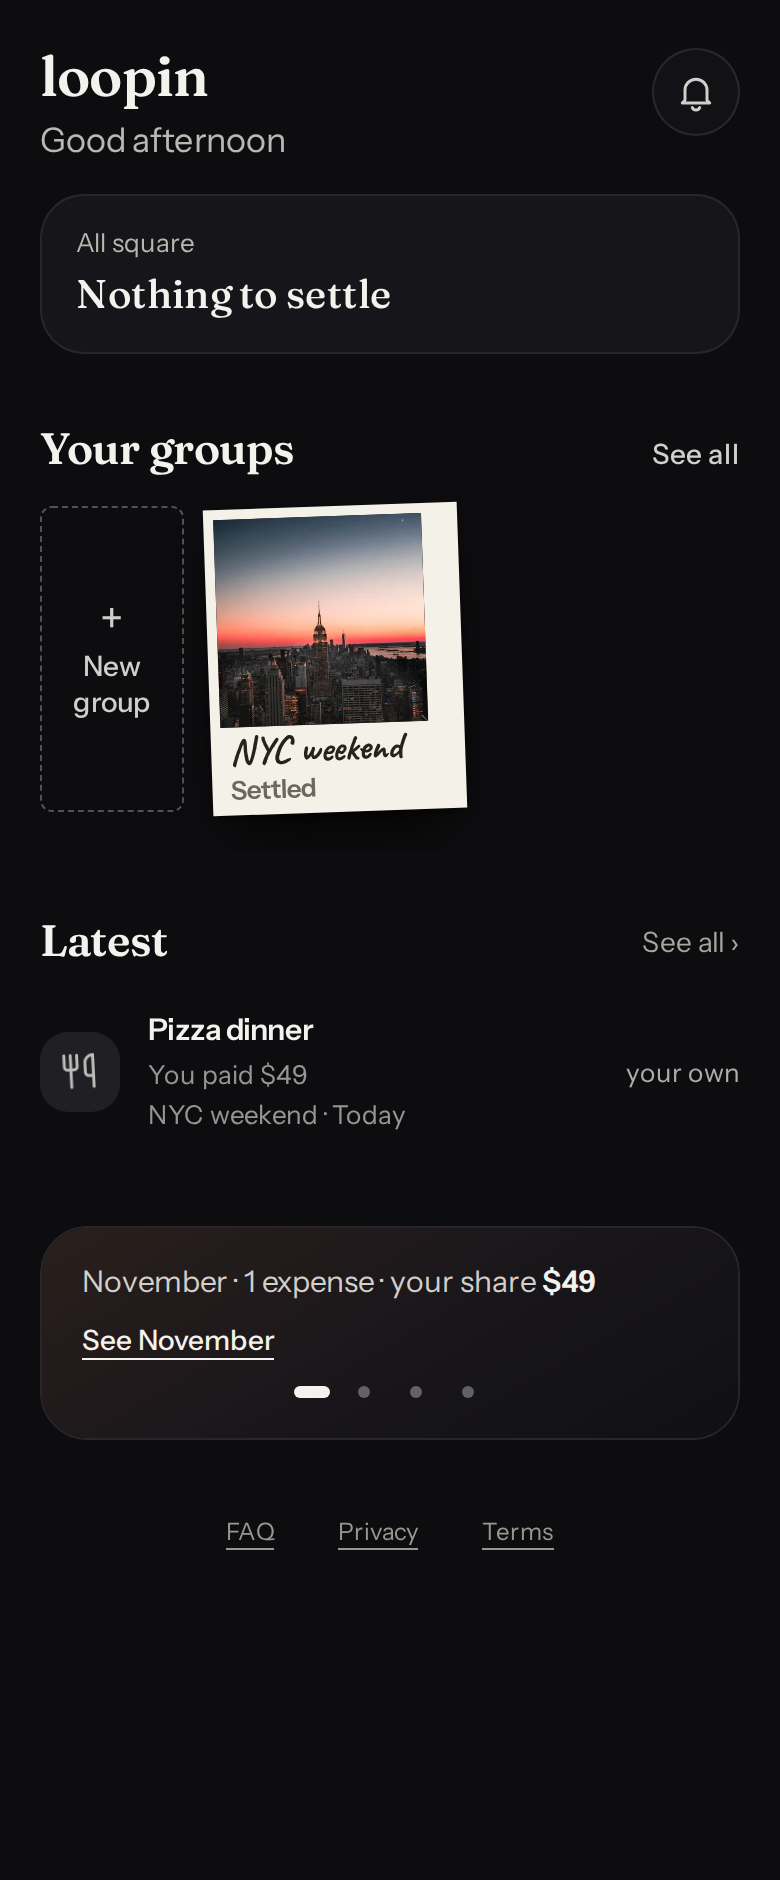 loopin
Good afternoon
All square
Nothing to settle
Your groups
See all
+
New
group
NYC weekend
Settled
Latest
See all ›
Pizza dinner
You paid $49
your own
NYC weekend · Today
November · 1 expense · your share $49
See November
FAQ
Privacy
Terms